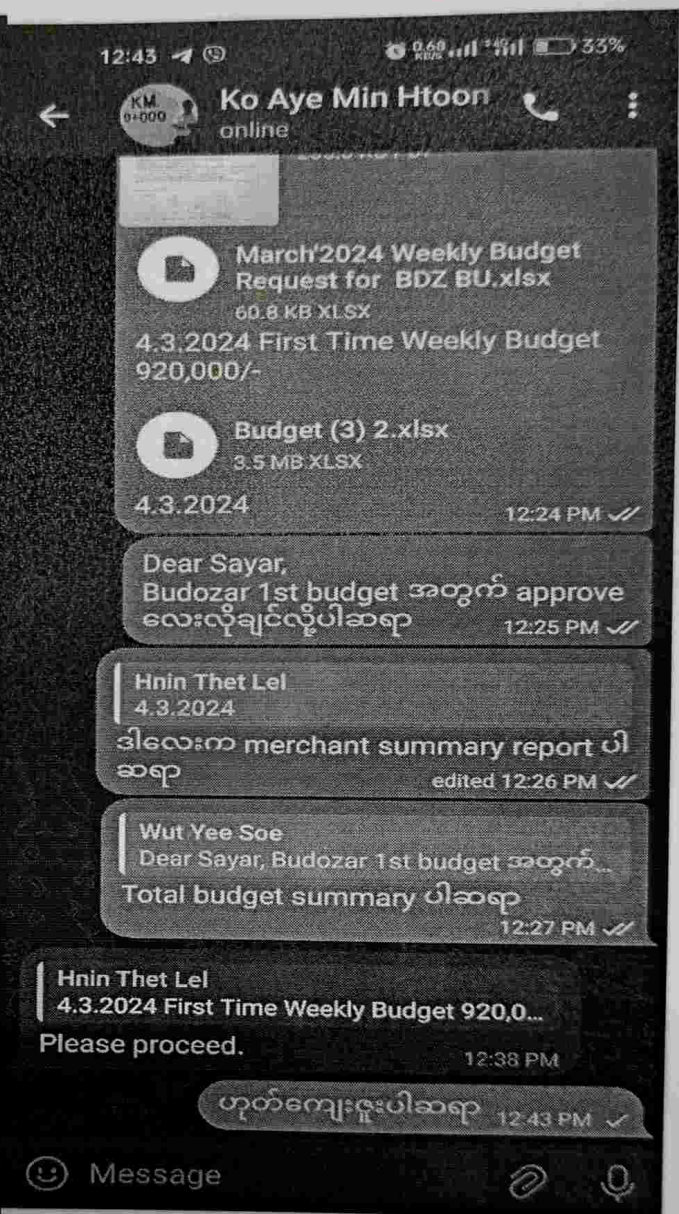 12:43
0.68 KB/S 4G 33%
KM
0+000
Ko Aye Min Htoon
online
March'2024 Weekly Budget
Request for BDZ BU.xlsx
60.8 KB XLSX
4.3.2024 First Time Weekly Budget
920,000/-
Budget (3) 2.xlsx
3.5 MB XLSX
4.3.2024
12:24 PM
Dear Sayar,
Budozar 1st budget အတွက် approve
လေးလိုချင်လို့ပါဆရာ
12:25 PM
Hnin Thet Lel
4.3.2024
ဒါလေးက merchant summary report ပါ
ဆရာ
edited 12:26 PM
Wut Yee Soe
Dear Sayar, Budozar 1st budget အတွက်...
Total budget summary ပါဆရာ
12:27 PM
Hnin Thet Lel
4.3.2024 First Time Weekly Budget 920,0...
Please proceed.
12:38 PM
ဟုတ်ကျေးဇူးပါဆရာ 12:43 PM
Message